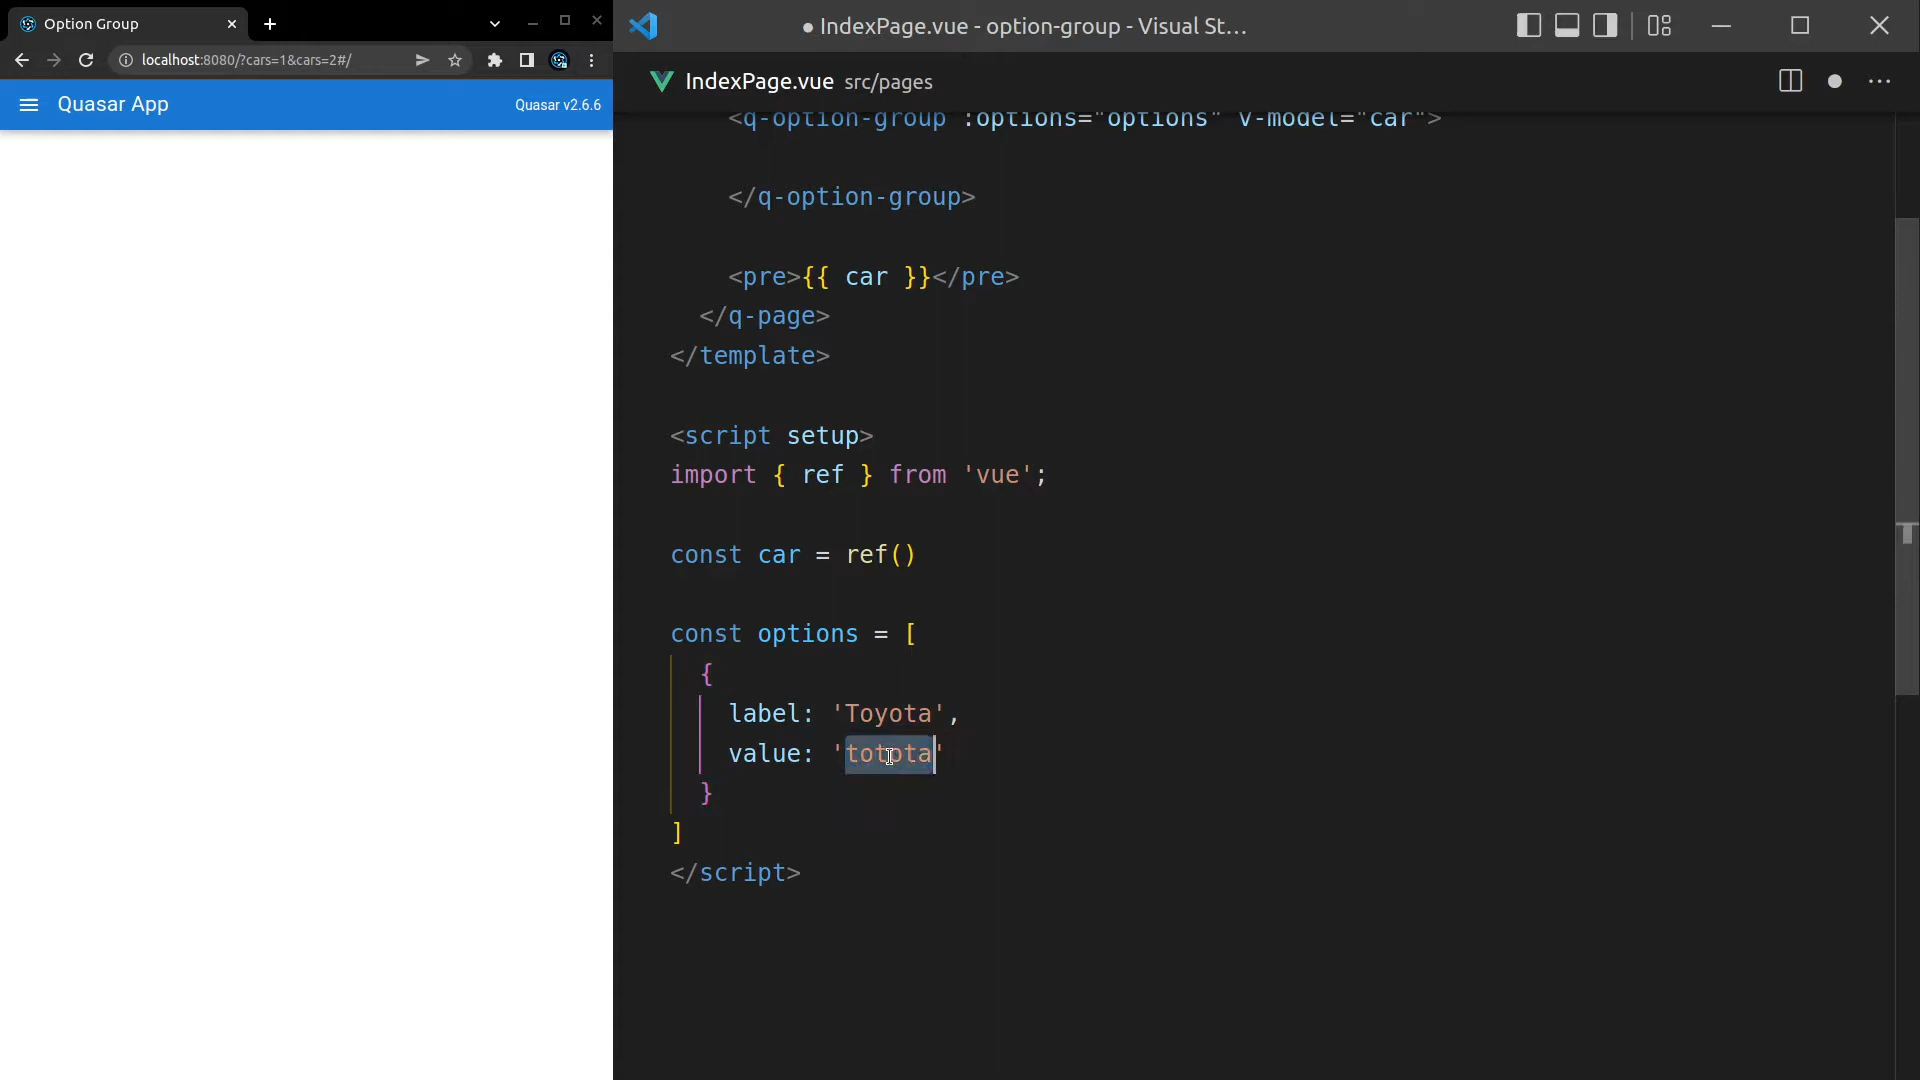 Option Group
localhost:8080/?cars=1&cars=2#/
Quasar App
Quasar v2.6.6
● IndexPage.vue - option-group - Visual St...
IndexPage.vue src/pages
<q-option-group :options="options" v-model="car">
</q-option-group>
<pre>{{ car }}</pre>
</q-page>
</template>
<script setup>
import { ref } from 'vue';
const car = ref()
const options = [
{
label: 'Toyota',
value: 'totota'
}
]
</script>